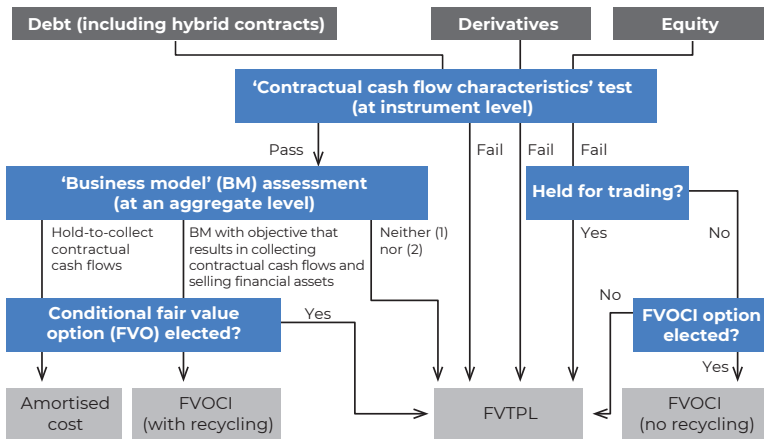 Debt (including hybrid contracts)
Derivatives
Equity
‘Contractual cash flow characteristics’ test
(at instrument level)
Pass
Fail
Fail
Fail
‘Business model’ (BM) assessment
(at an aggregate level)
Held for trading?
Hold-to-collect
contractual
cash flows
BM with objective that
results in collecting
contractual cash flows and
selling financial assets
Neither (1)
nor (2)
Yes
No
Conditional fair value
option (FVO) elected?
Yes
No
FVOCI option
elected?
Yes
Amortised
cost
FVOCI
(with recycling)
FVTPL
FVOCI
(no recycling)